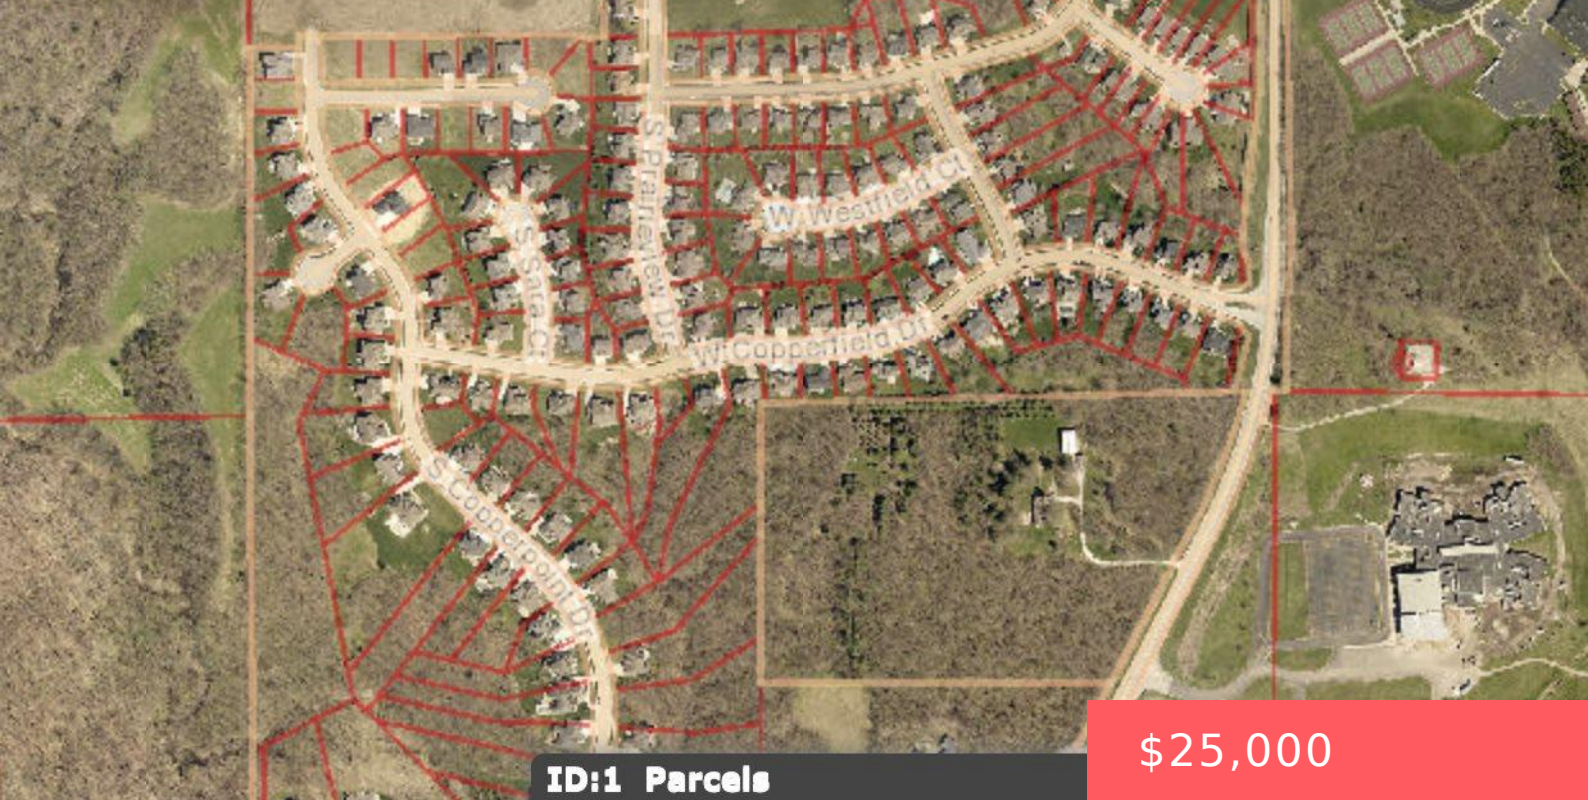 W. Westfield Ct
S Prairieview Dr
S Sara Ct
W Copperfield Dr
S Copperpoint Dr
ID:1 Parcels
$25,000